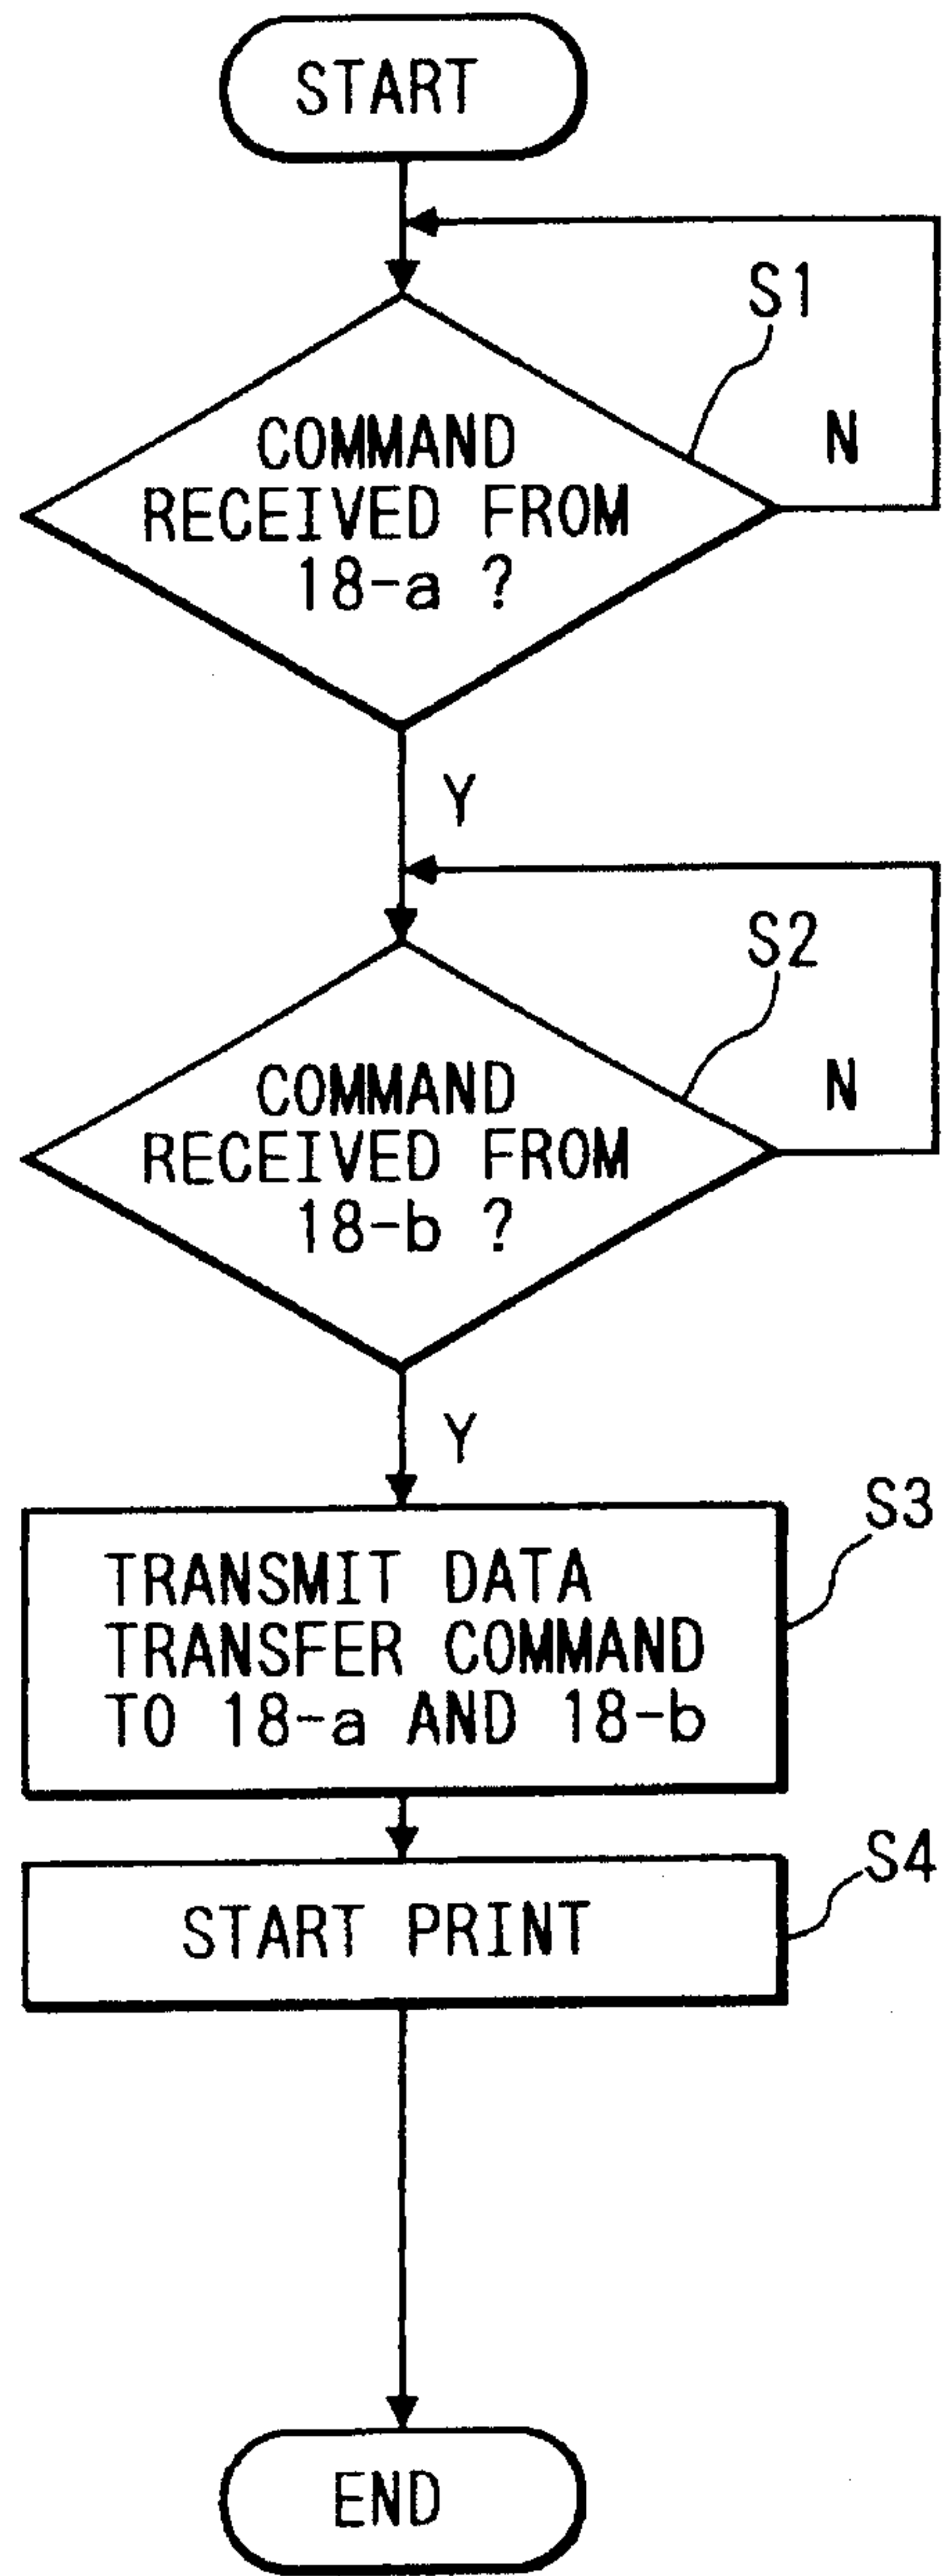 START
S1
COMMAND
RECEIVED FROM
18-a ?
N
Y
S2
COMMAND
RECEIVED FROM
18-b ?
N
Y
S3
TRANSMIT DATA
TRANSFER COMMAND
TO 18-a AND 18-b
S4
START PRINT
END